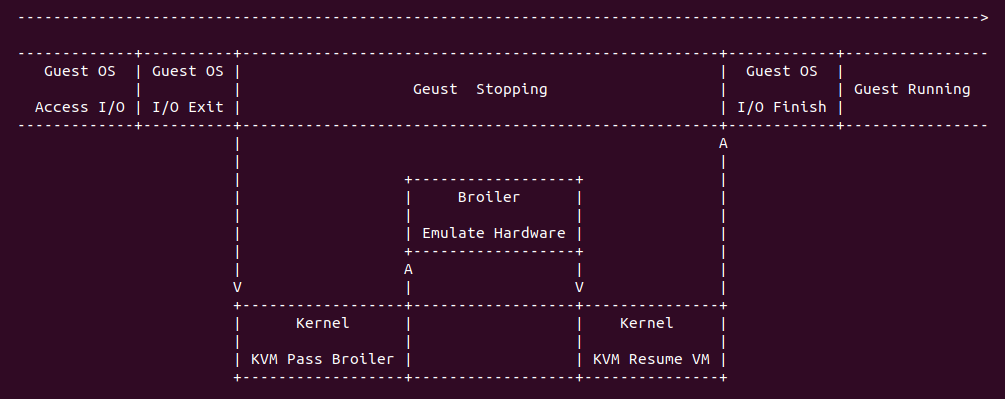 Guest OS Guest OS Guest OS
Geust Stopping Guest Running
Access I/O I/O Exit I/O Finish
A
Broiler
Emulate Hardware
A
V V
Kernel Kernel
KVM Pass Broiler KVM Resume VM